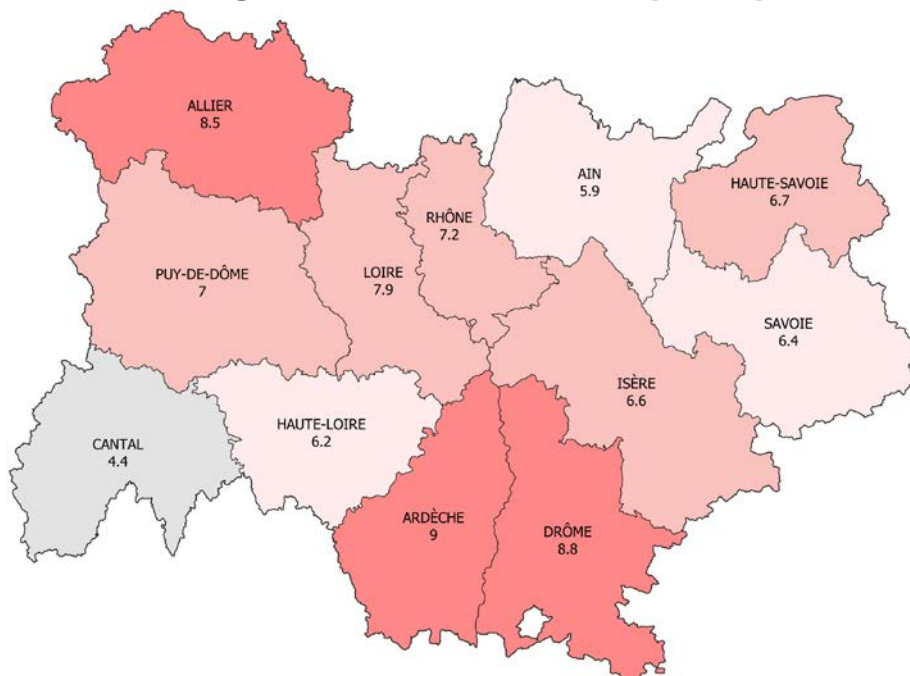 ALLIER
8.5
AIN
5.9
HAUTE-SAVOIE
6.7
RHÔNE
7.2
PUY-DE-DÔME
7
LOIRE
7.9
SAVOIE
6.4
ISÈRE
6.6
HAUTE-LOIRE
6.2
CANTAL
4.4
ARDÈCHE
9
DRÔME
8.8